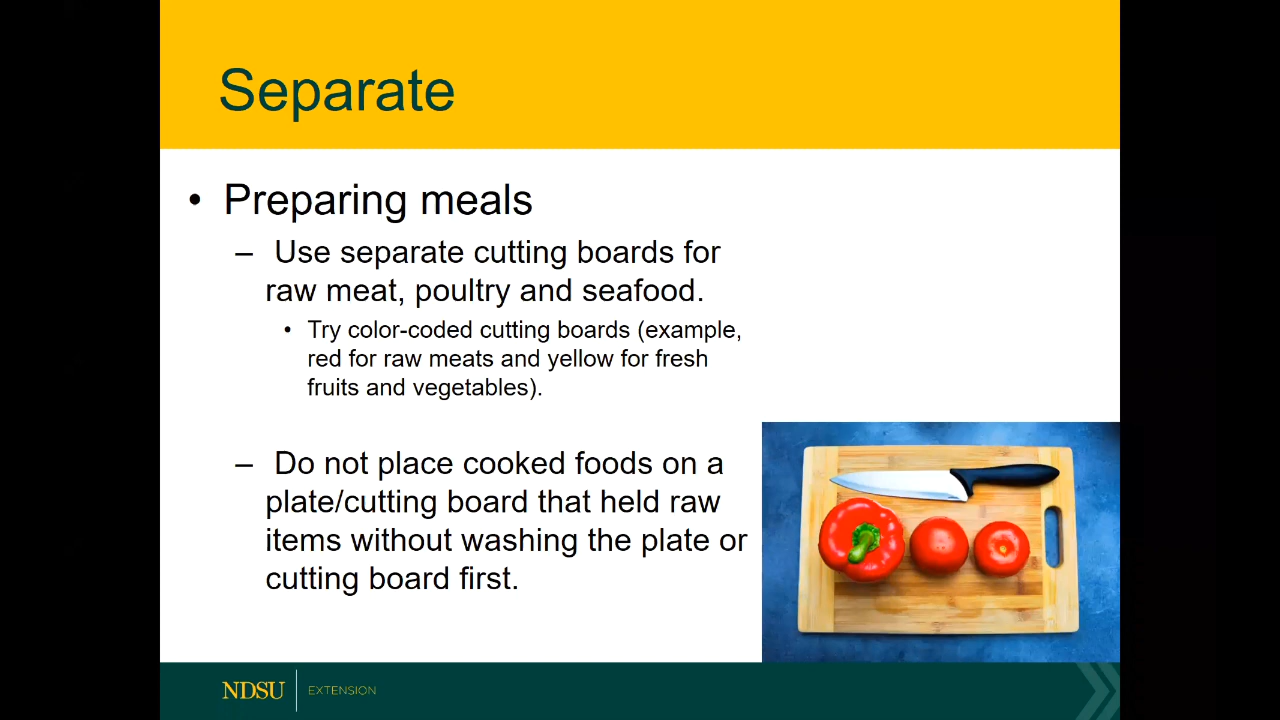 Separate
• Preparing meals
– Use separate cutting boards for
raw meat, poultry and seafood.
• Try color-coded cutting boards (example,
red for raw meats and yellow for fresh
fruits and vegetables).
– Do not place cooked foods on a
plate/cutting board that held raw
items without washing the plate or
cutting board first.
NDSU EXTENSION